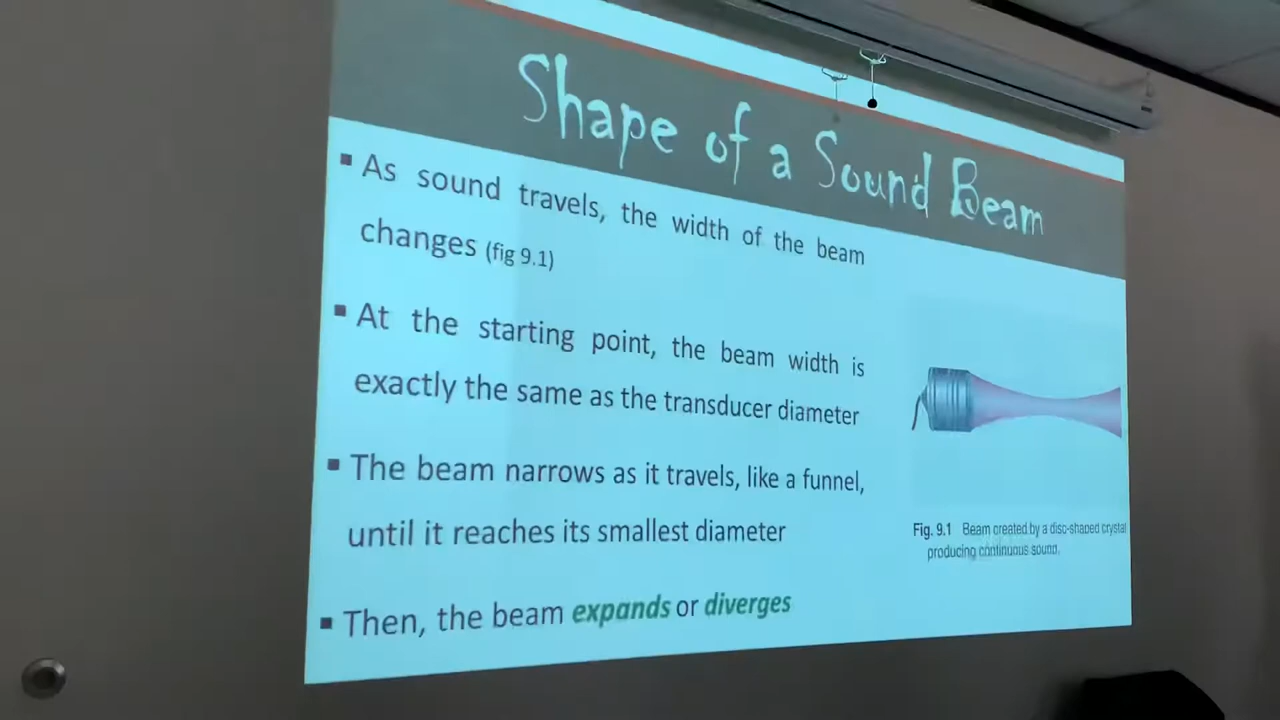 Shape of a Sound Beam
▪ As sound travels, the width of the beam
changes (fig 9.1)
▪ At the starting point, the beam width is
exactly the same as the transducer diameter
▪ The beam narrows as it travels, like a funnel,
until it reaches its smallest diameter
▪ Then, the beam expands or diverges
Fig. 9.1 Beam created by a disc-shaped crystal
producing continuous sound.